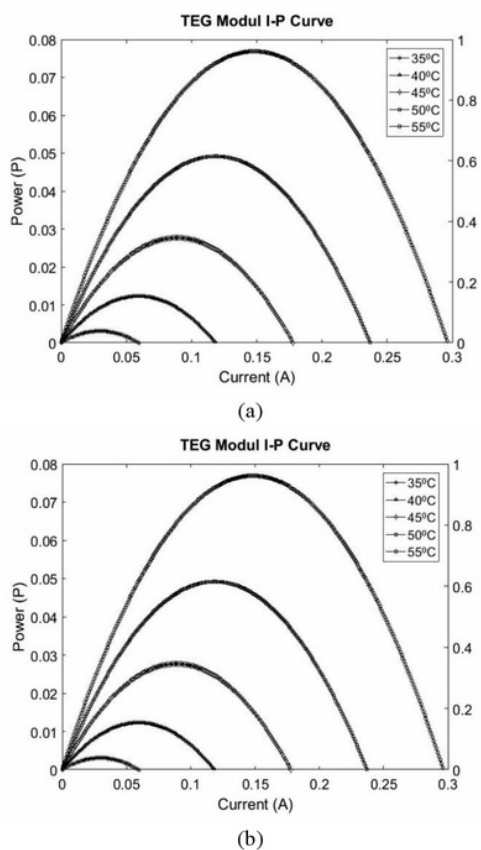 TEG Modul I-P Curve
0.08
0.07
0.06
0.05
0.04
0.03
0.02
0.01
0
Power (P)
1
0.8
0.6
0.4
0.2
0
35ºC
40ºC
45ºC
50ºC
55ºC
0 0.05 0.1 0.15 0.2 0.25 0.3
Current (A)
(a)
TEG Modul I-P Curve
0.08
0.07
0.06
0.05
0.04
0.03
0.02
0.01
0
Power (P)
1
0.8
0.6
0.4
0.2
0
35ºC
40ºC
45ºC
50ºC
55ºC
0 0.05 0.1 0.15 0.2 0.25 0.3
Current (A)
(b)